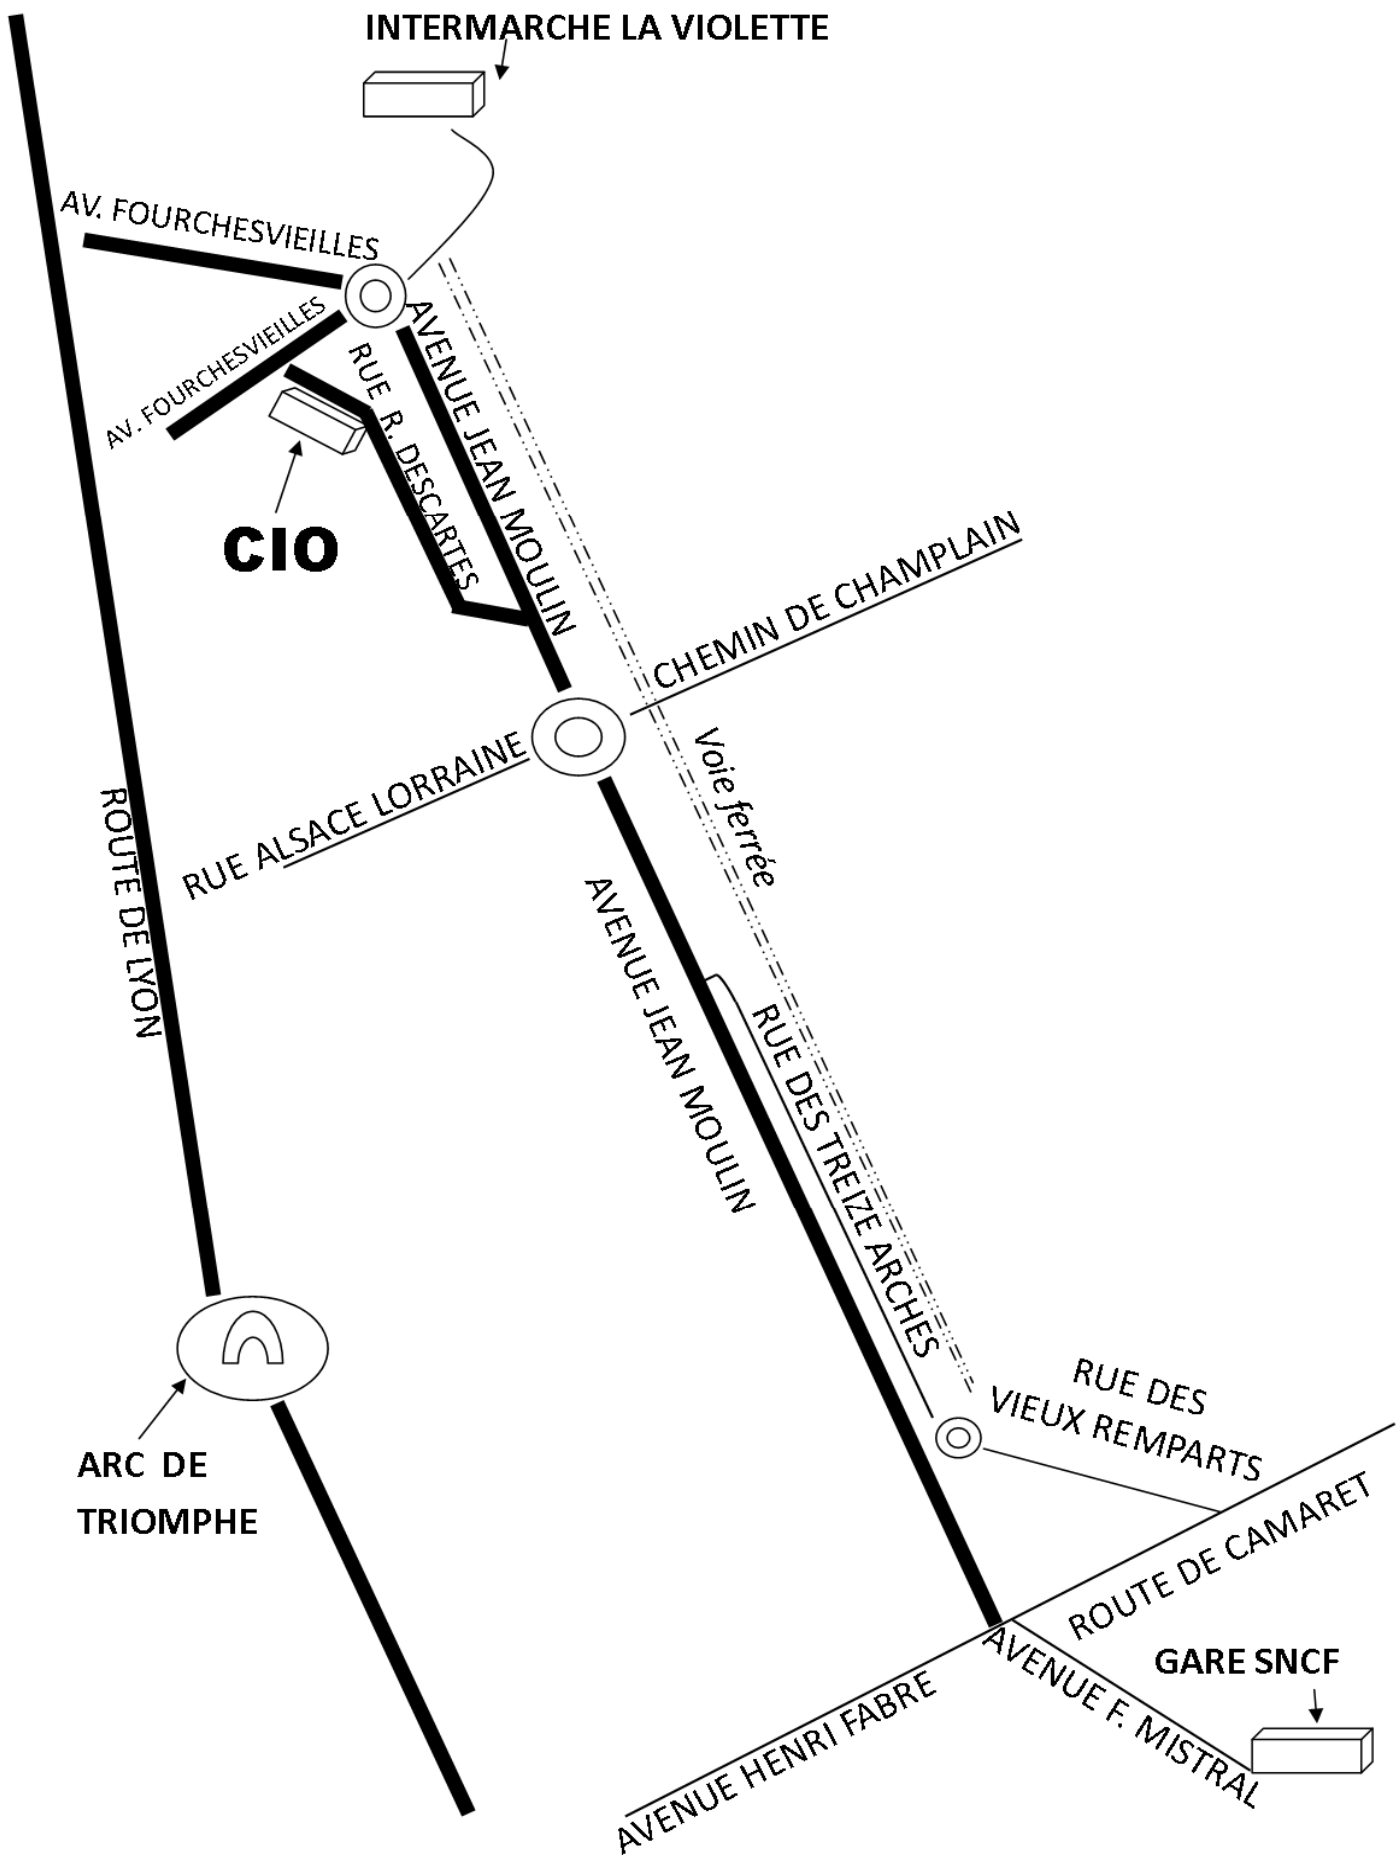 INTERMARCHE LA VIOLETTE
AV. FOURCHESVIEILLES
AV. FOURCHESVIEILLES
RUE R. DESCARTES
AVENUE JEAN MOULIN
CIO
CHEMIN DE CHAMPLAIN
RUE ALSACE LORRAINE
Voie ferrée
ROUTE DE LYON
AVENUE JEAN MOULIN
RUE DES TREIZE ARCHES
ARC DE
TRIOMPHE
RUE DES
VIEUX REMPARTS
ROUTE DE CAMARET
GARE SNCF
AVENUE HENRI FABRE
AVENUE F. MISTRAL